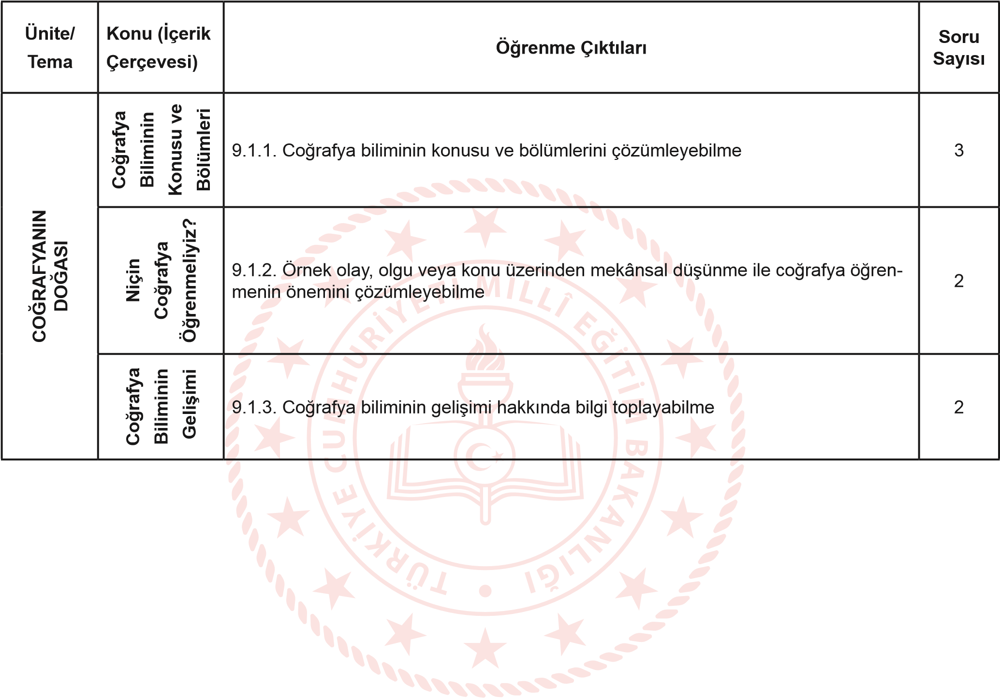 Ünite/
Tema
Konu (İçerik
Çerçevesi)
Öğrenme Çıktıları
Soru
Sayısı
COĞRAFYANIN
DOĞASI
Coğrafya
Biliminin
Konusu ve
Bölümleri
9.1.1. Coğrafya biliminin konusu ve bölümlerini çözümleyebilme
3
Niçin
Coğrafya
Öğrenmeliyiz?
9.1.2. Örnek olay, olgu veya konu üzerinden mekânsal düşünme ile coğrafya öğren-
menin önemini çözümleyebilme
2
Coğrafya
Biliminin
Gelişimi
9.1.3. Coğrafya biliminin gelişimi hakkında bilgi toplayabilme
2
TÜRKİYE CUMHURİYETİ MİLLÎ EĞİTİM BAKANLIĞI